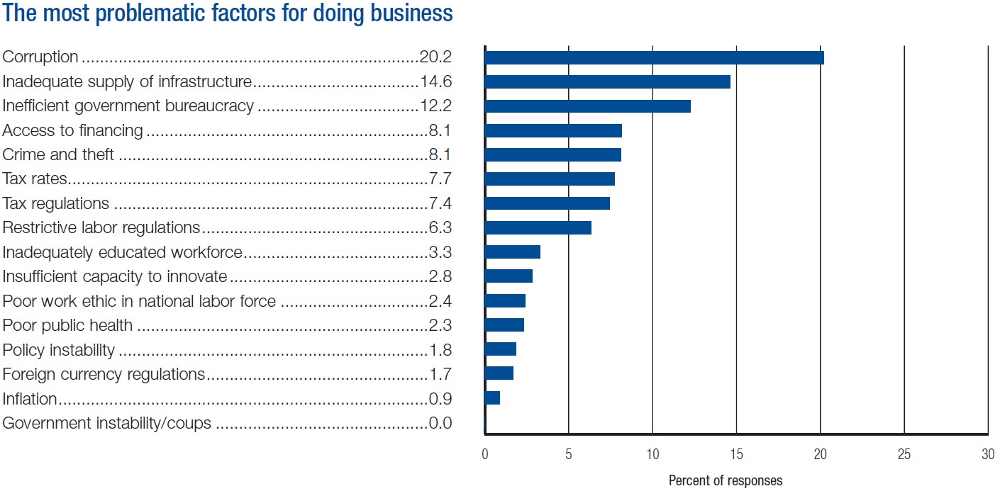 The most problematic factors for doing business
Corruption 20.2
Inadequate supply of infrastructure 14.6
Inefficient government bureaucracy 12.2
Access to financing 8.1
Crime and theft 8.1
Tax rates 7.7
Tax regulations 7.4
Restrictive labor regulations 6.3
Inadequately educated workforce 3.3
Insufficient capacity to innovate 2.8
Poor work ethic in national labor force 2.4
Poor public health 2.3
Policy instability 1.8
Foreign currency regulations 1.7
Inflation 0.9
Government instability/coups 0.0
0 5 10 15 20 25 30
Percent of responses